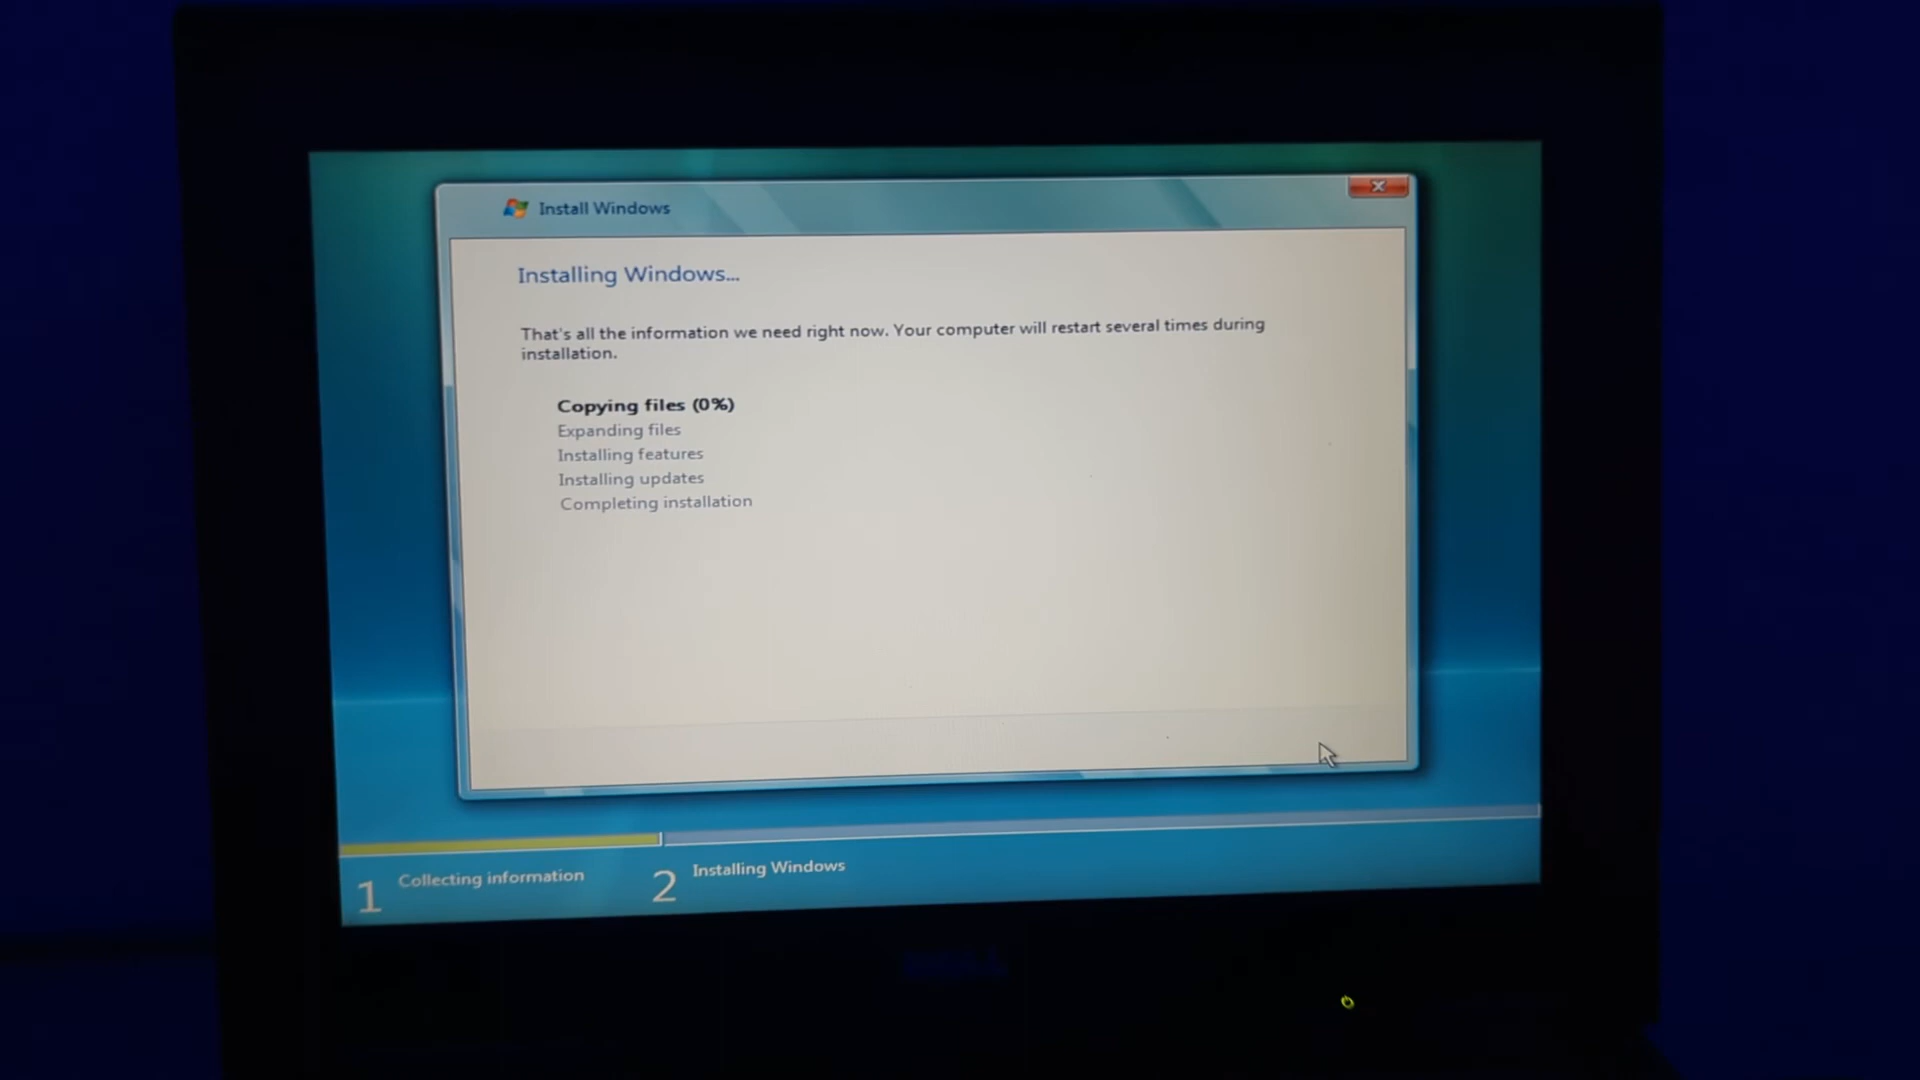 Install Windows
Installing Windows...
That's all the information we need right now. Your computer will restart several times during
installation.
Copying files (0%)
Expanding files
Installing features
Installing updates
Completing installation
1 Collecting information
2 Installing Windows
DELL